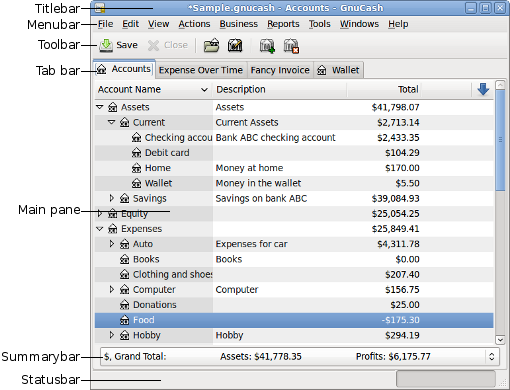 Titlebar *Sample.gnucash - Accounts - GnuCash
Menubar File Edit View Actions Business Reports Tools Windows Help
Toolbar Save Close
Tab bar Accounts Expense Over Time Fancy Invoice Wallet
Account Name Description Total
Assets Assets $41,798.07
Current Current Assets $2,713.14
Checking accou Bank ABC checking account $2,433.35
Debit card $104.29
Home Money at home $170.00
Wallet Money in the wallet $5.50
Savings Savings on bank ABC $39,084.93
Main pane Equity $25,054.25
Expenses $25,849.41
Auto Expenses for car $4,311.78
Books Books $0.00
Clothing and shoes $207.40
Computer Computer $156.75
Donations $25.00
Food -$175.30
Hobby Hobby $294.19
Summarybar $, Grand Total: Assets: $41,778.35 Profits: $6,175.77
Statusbar